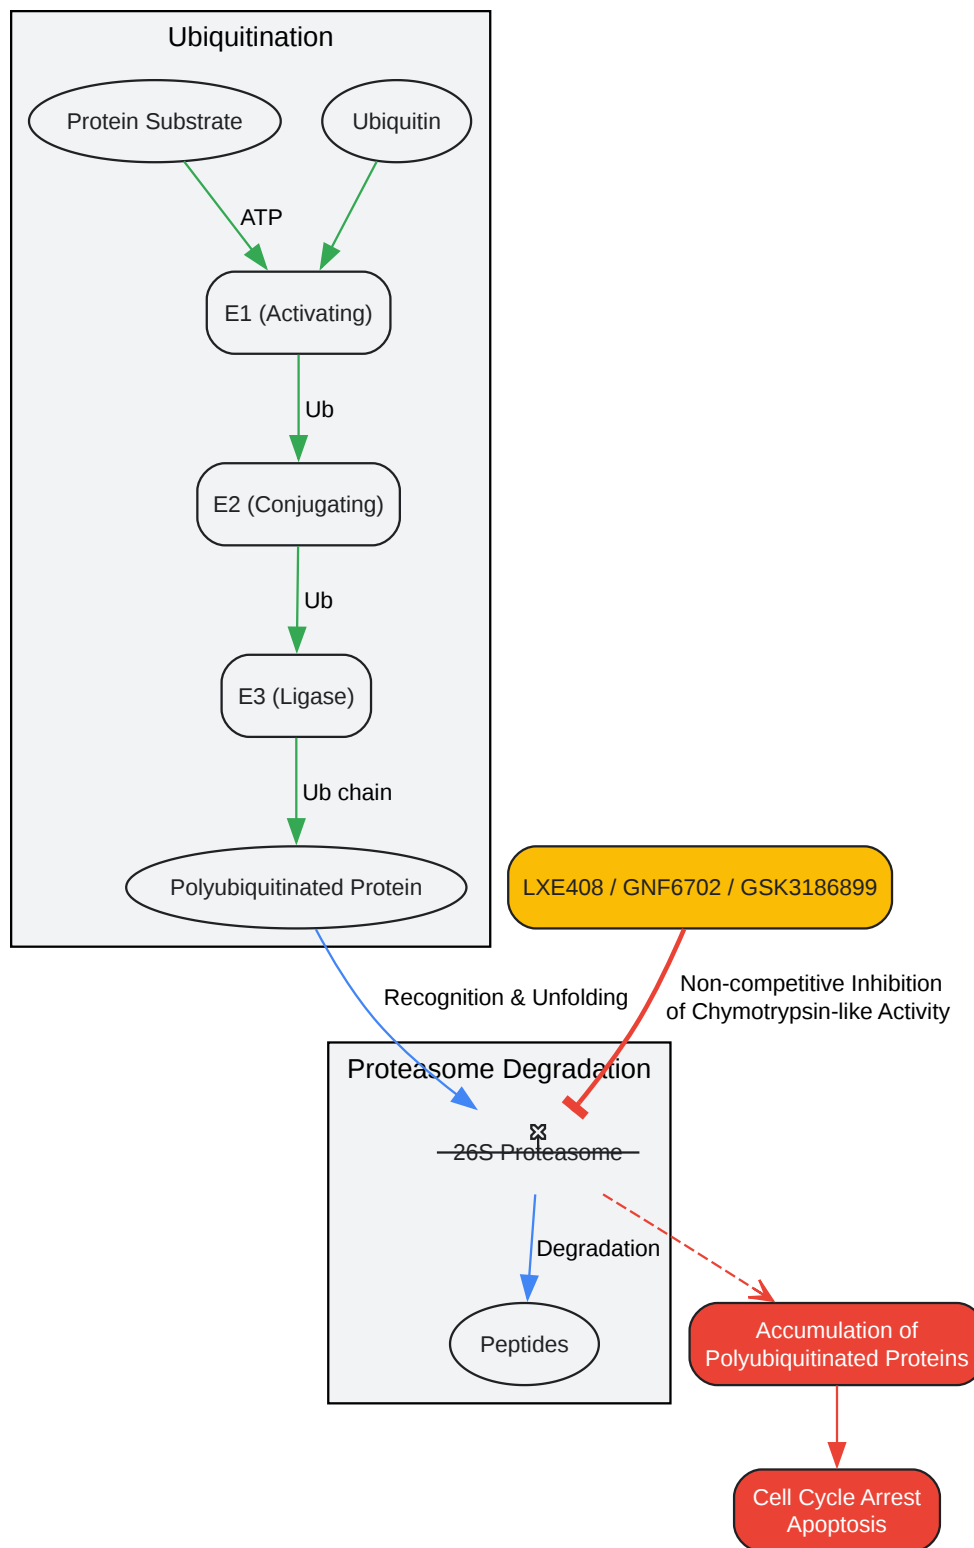 Ubiquitination
Protein Substrate
Ubiquitin
ATP
E1 (Activating)
Ub
E2 (Conjugating)
Ub
E3 (Ligase)
Ub chain
Polyubiquitinated Protein
LXE408 / GNF6702 / GSK3186899
Recognition & Unfolding
Non-competitive Inhibition
of Chymotrypsin-like Activity
Proteasome Degradation
26S Proteasome
Degradation
Peptides
Accumulation of
Polyubiquitinated Proteins
Cell Cycle Arrest
Apoptosis